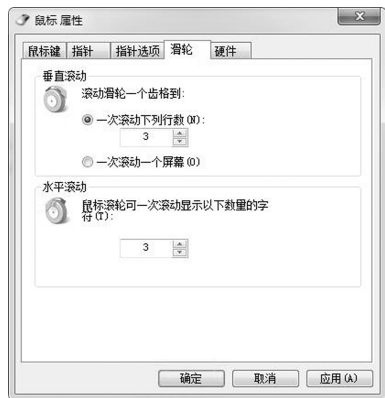 鼠标 属性
鼠标键 指针 指针选项 滑轮 硬件
垂直滚动
滚动滑轮一个齿格到:
一次滚动下列行数(N):
3
一次滚动一个屏幕(O)
水平滚动
鼠标滚轮可一次滚动显示以下数量的字
符(T):
3
确定 取消 应用(A)